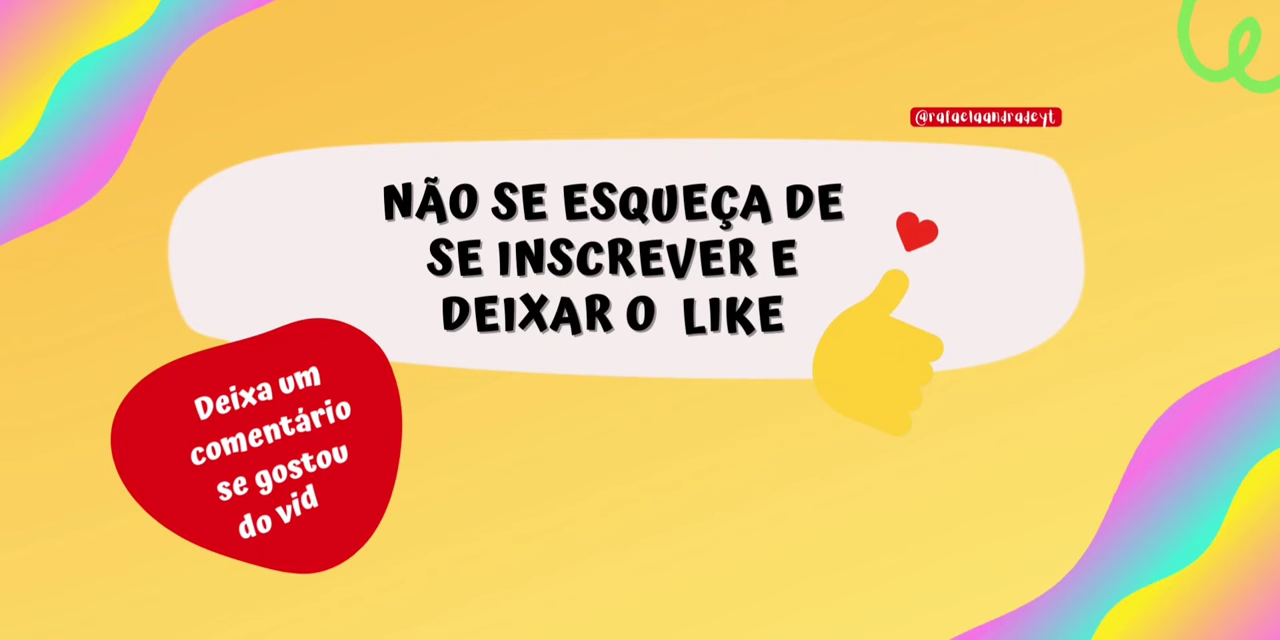 @rafaelaandradeyt
NÃO SE ESQUEÇA DE
SE INSCREVER E
DEIXAR O LIKE
Deixa um
comentário
se gostou
do vid